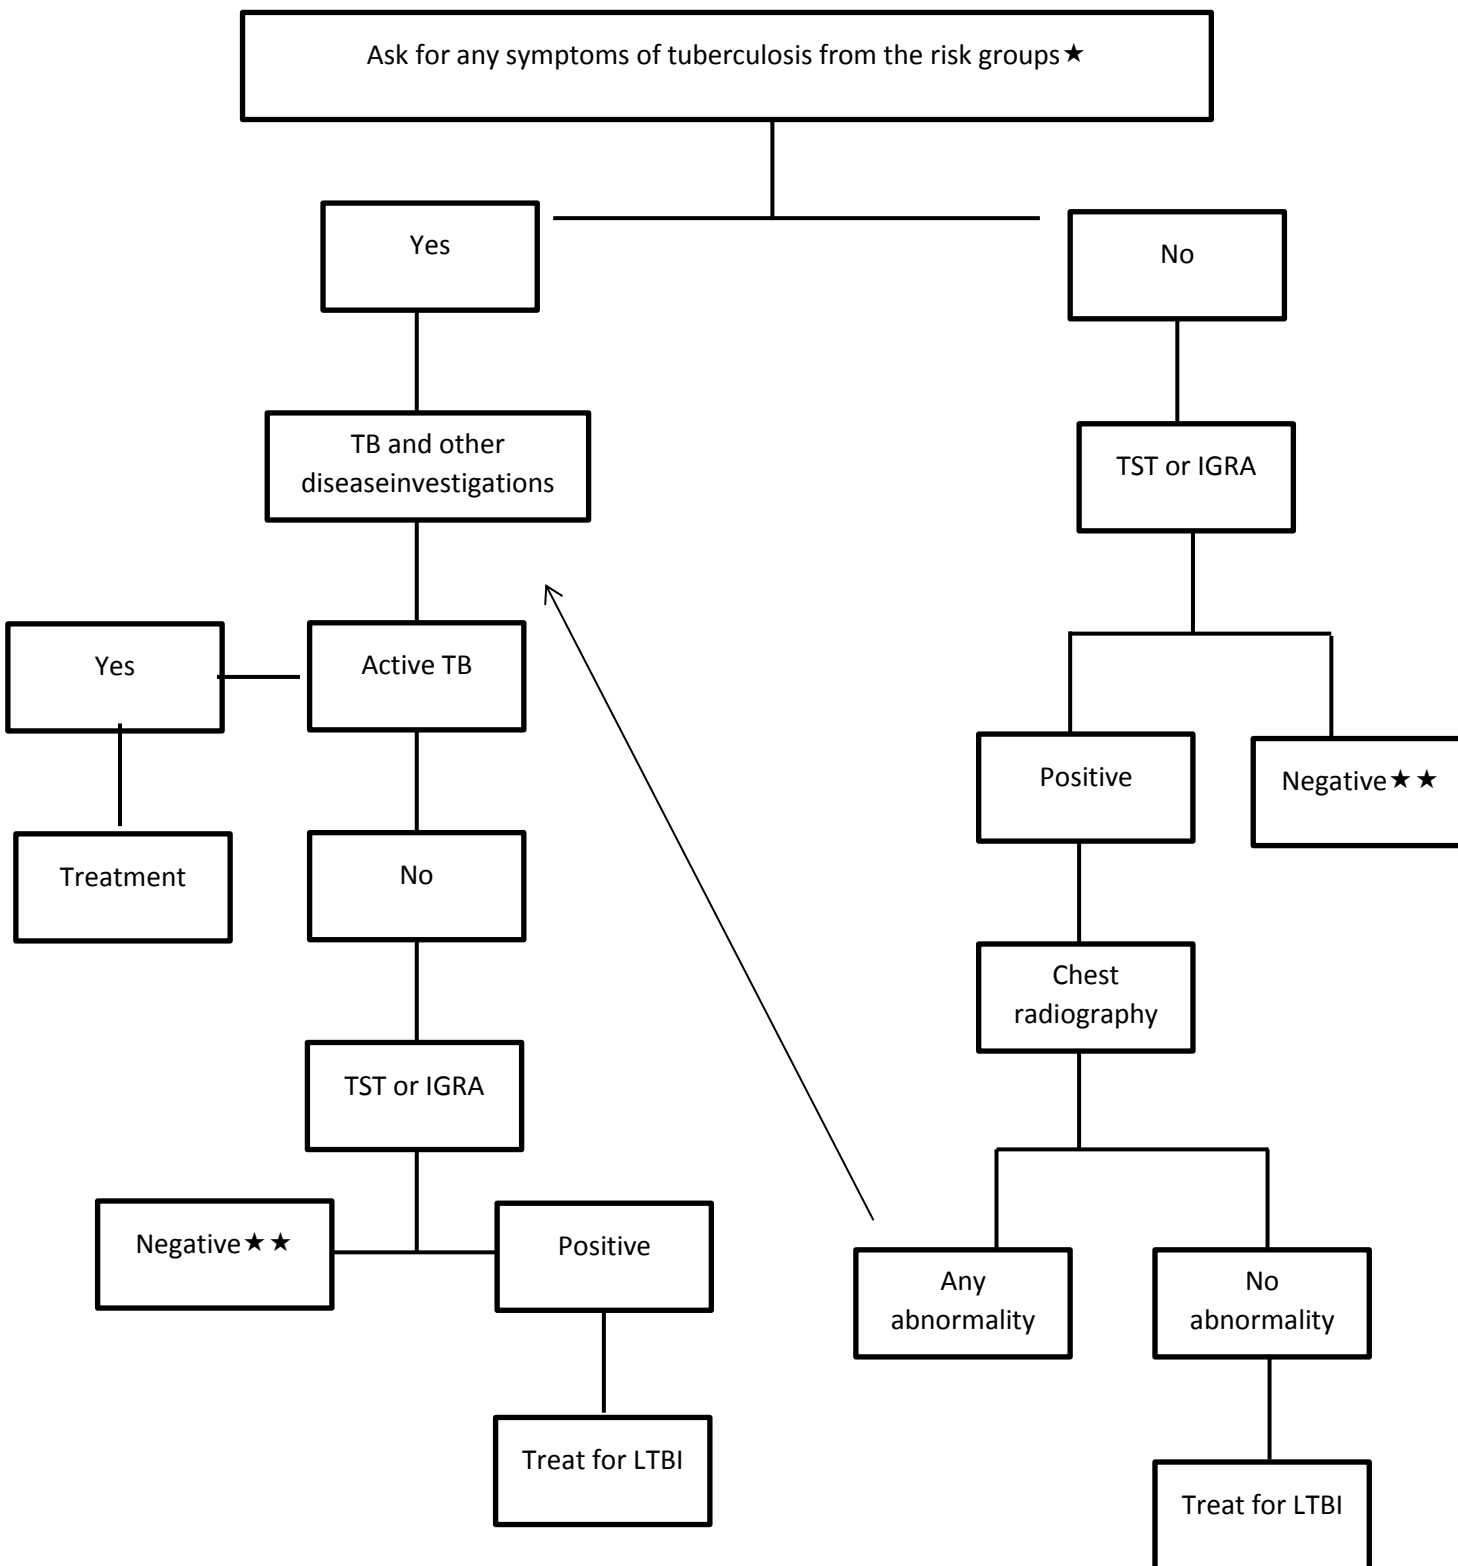 Ask for any symptoms of tuberculosis from the risk groups★
Yes
No
TB and other
diseaseinvestigations
TST or IGRA
Yes
Active TB
Positive
Negative★★
Treatment
No
Chest
radiography
TST or IGRA
Negative★★
Positive
Any
abnormality
No
abnormality
Treat for LTBI
Treat for LTBI